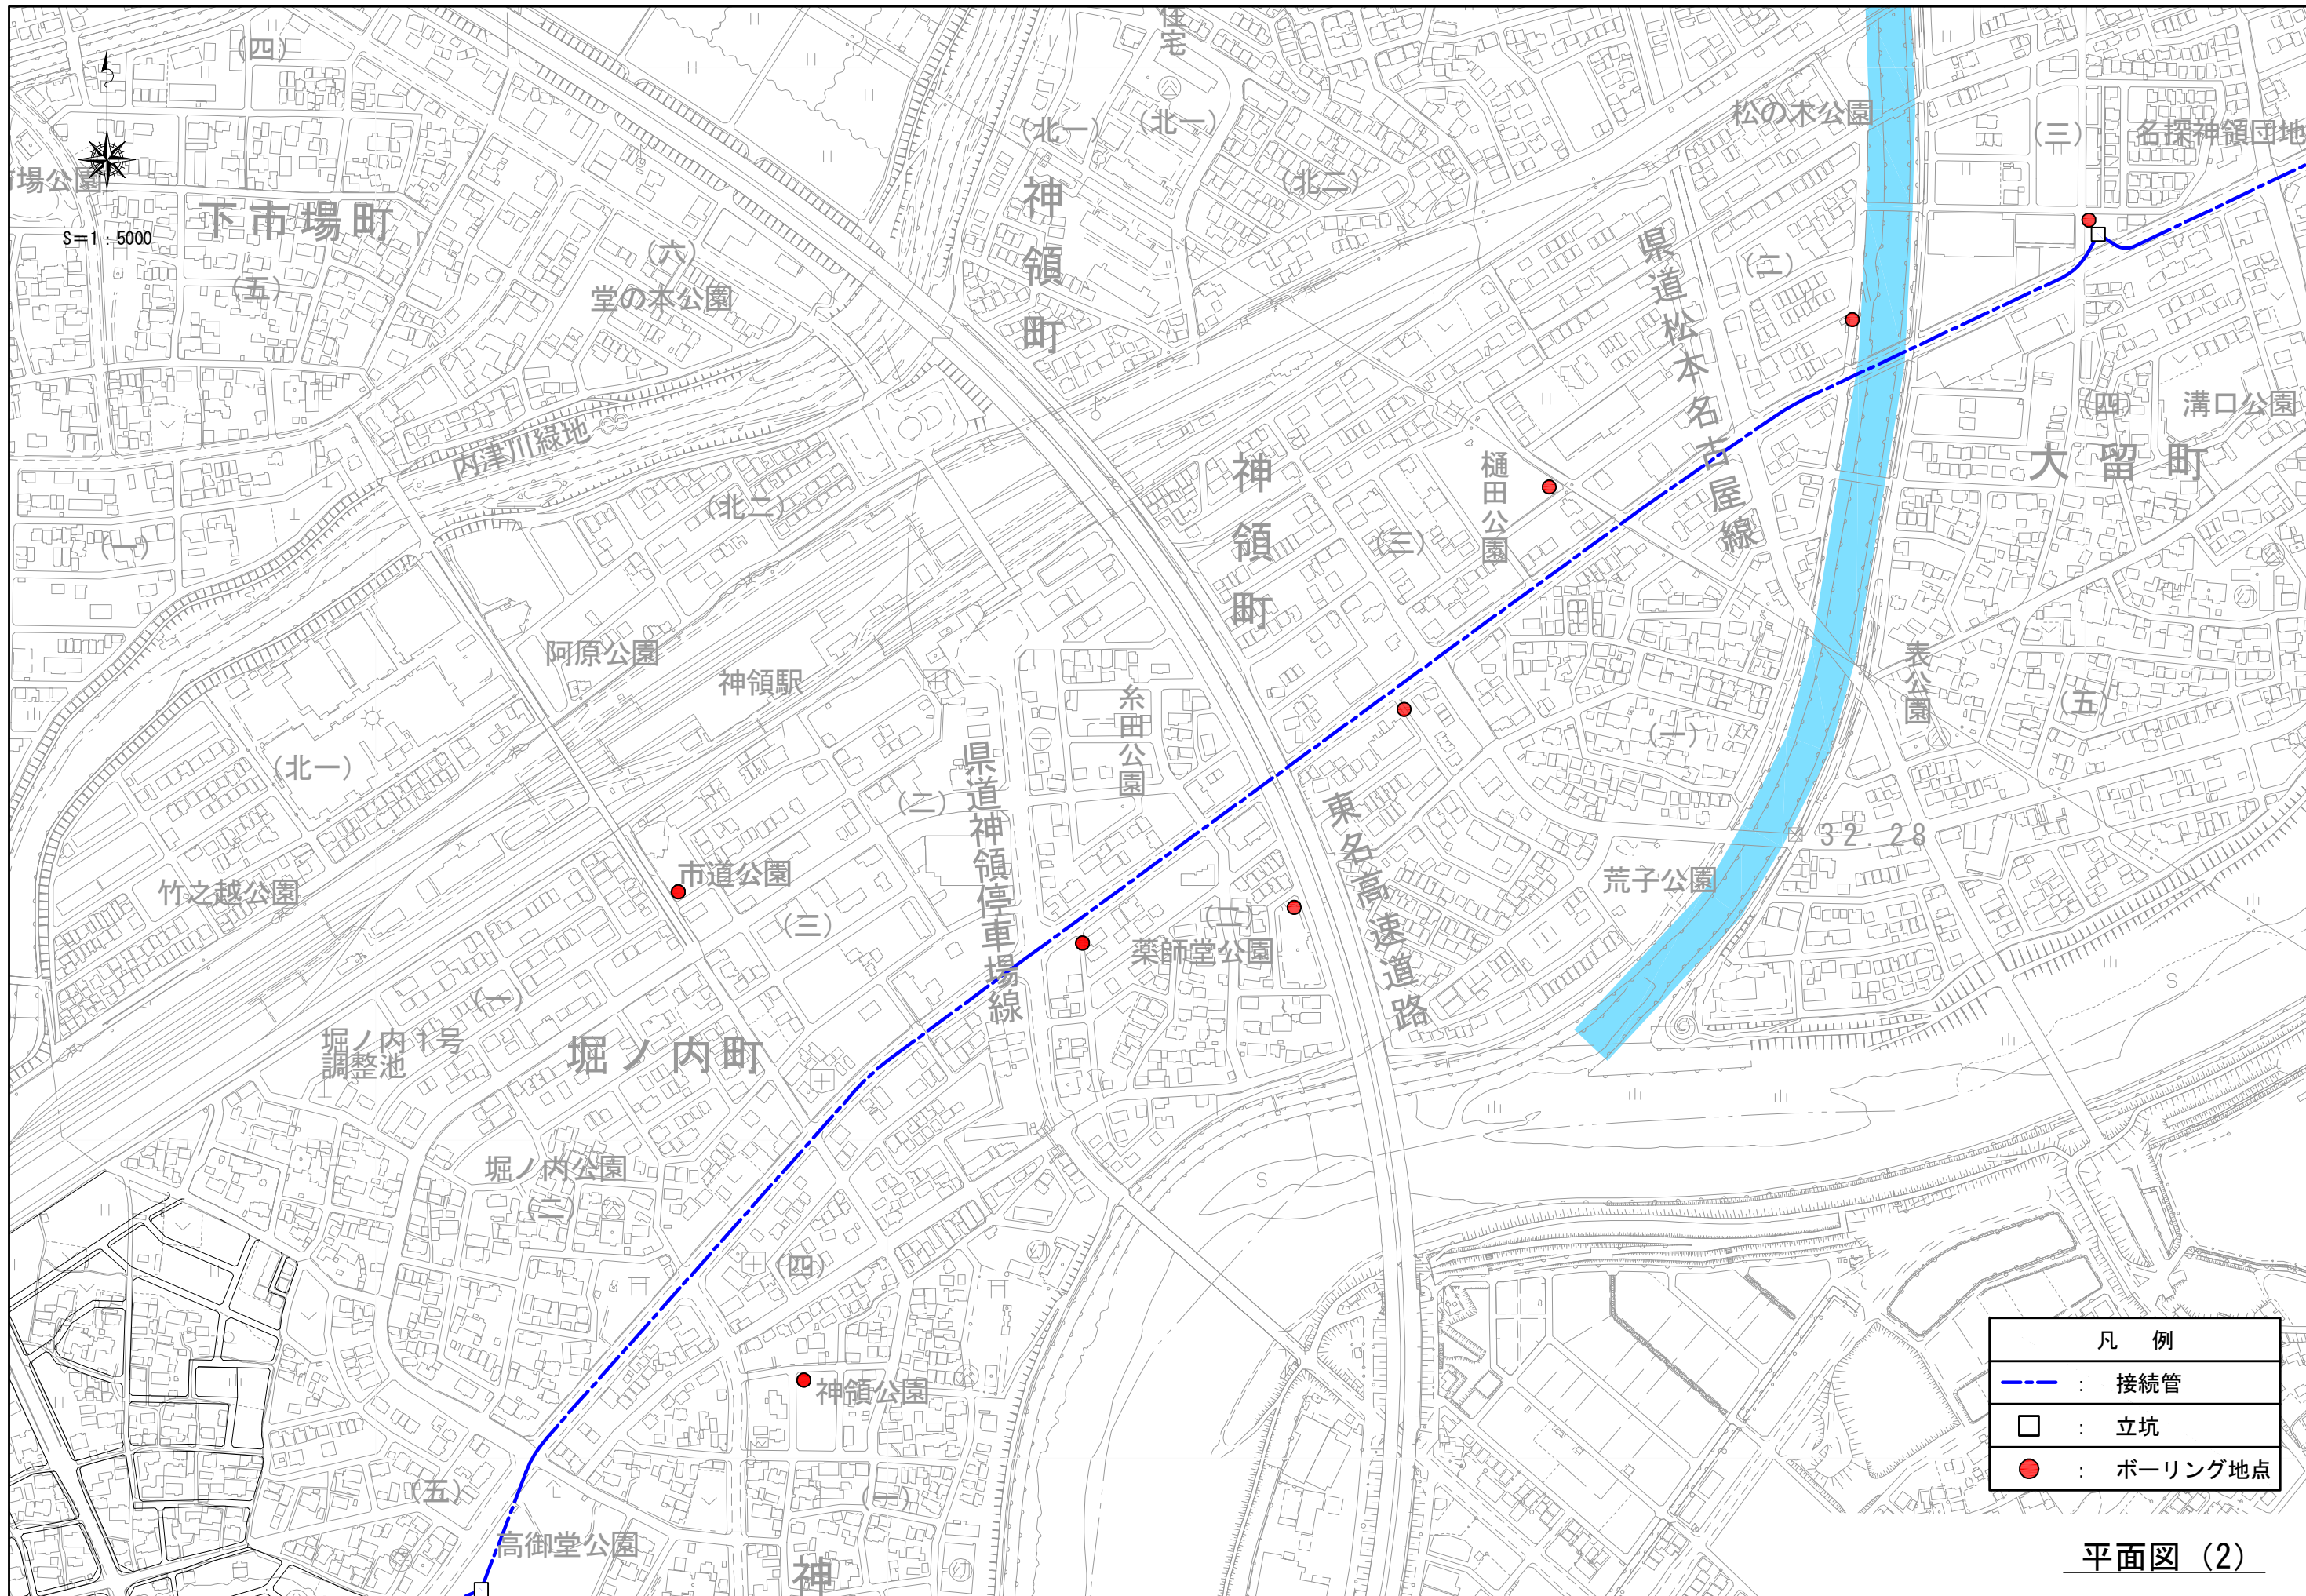 住宅
(四)
(北一)
(北一)
松の木公園
(三)
名探神領団地
市場公園
下市場町
S=1：5000
(北二)
神領町
(六)
(二)
(五)
堂の本公園
県道松本名古屋線
(四)
溝口公園
大留町
内津川緑地
神領町
樋田公園
(北二)
(三)
(一)
阿原公園
神領駅
糸田公園
表公園
(五)
(一)
(北一)
県道神領停車場線
(二)
東名高速道路
32.28
竹之越公園
市道公園
荒子公園
(三)
(二)
薬師堂公園
(一)
堀ノ内1号
調整池
堀ノ内町
S
S
堀ノ内公園
(二)
(四)
神領公園
(五)
(一)
高御堂公園
神
凡　例
：　接続管
：　立坑
：　ボーリング地点
平面図（2）